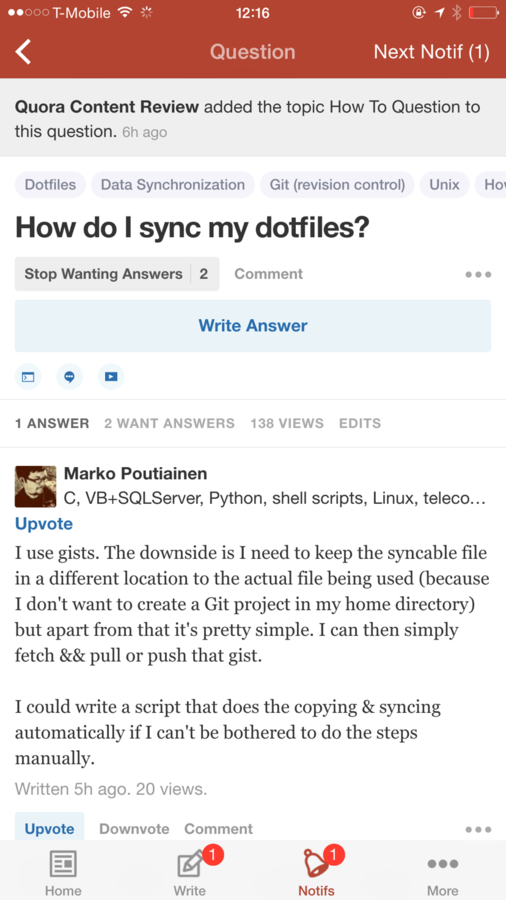 T-Mobile 12:16
Question Next Notif (1)
Quora Content Review added the topic How To Question to
this question. 6h ago
Dotfiles Data Synchronization Git (revision control) Unix Ho
How do I sync my dotfiles?
Stop Wanting Answers 2 Comment
Write Answer
1 ANSWER 2 WANT ANSWERS 138 VIEWS EDITS
Marko Poutiainen
C, VB+SQLServer, Python, shell scripts, Linux, teleco...
Upvote
I use gists. The downside is I need to keep the syncable file
in a different location to the actual file being used (because
I don't want to create a Git project in my home directory)
but apart from that it's pretty simple. I can then simply
fetch && pull or push that gist.
I could write a script that does the copying & syncing
automatically if I can't be bothered to do the steps
manually.
Written 5h ago. 20 views.
Upvote Downvote Comment
1 1
Home Write Notifs More